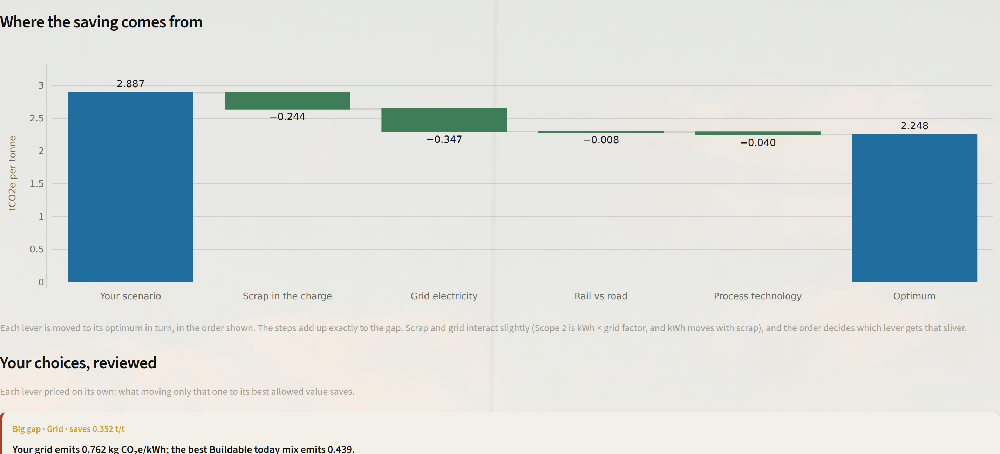 Where the saving comes from
2.887
−0.244
−0.347
−0.008
−0.040
2.248
3
2.5
2
1.5
1
0.5
0
tCO2e per tonne
Your scenario
Scrap in the charge
Grid electricity
Rail vs road
Process technology
Optimum
Each lever is moved to its optimum in turn, in the order shown. The steps add up exactly to the gap. Scrap and grid interact slightly (Scope 2 is kWh × grid factor, and kWh moves with scrap), and the order decides which lever gets that sliver.
Your choices, reviewed
Each lever priced on its own: what moving only that one to its best allowed value saves.
Big gap · Grid · saves 0.352 t/t
Your grid emits 0.762 kg CO₂e/kWh; the best Buildable today mix emits 0.439.